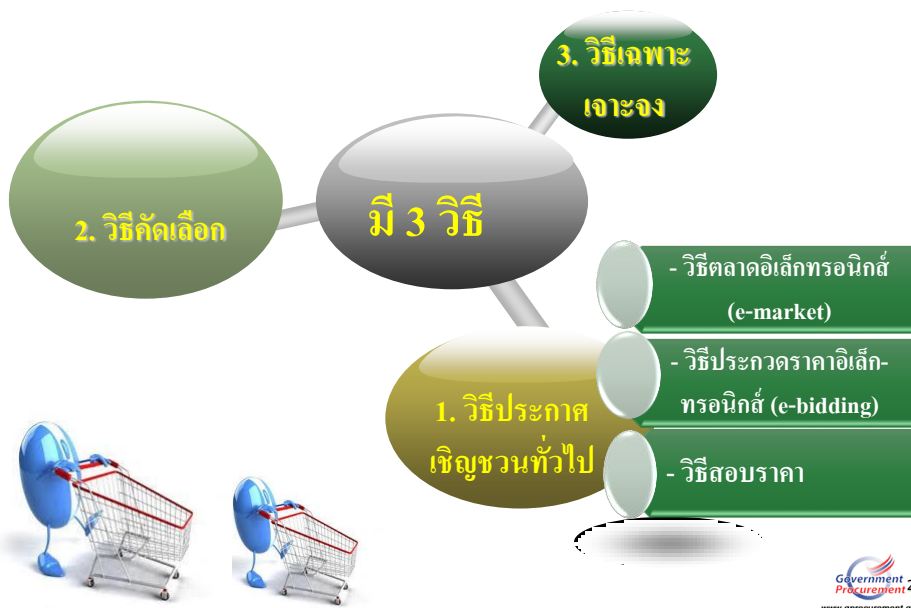 3. วิธีเฉพาะ
เจาะจง
2. วิธีคัดเลือก
มี 3 วิธี
1. วิธีประกาศ
เชิญชวนทั่วไป
- วิธีตลาดอิเล็กทรอนิกส์
(e-market)
- วิธีประกวดราคาอิเล็ก-
ทรอนิกส์ (e-bidding)
- วิธีสอบราคา
Government
Procurement